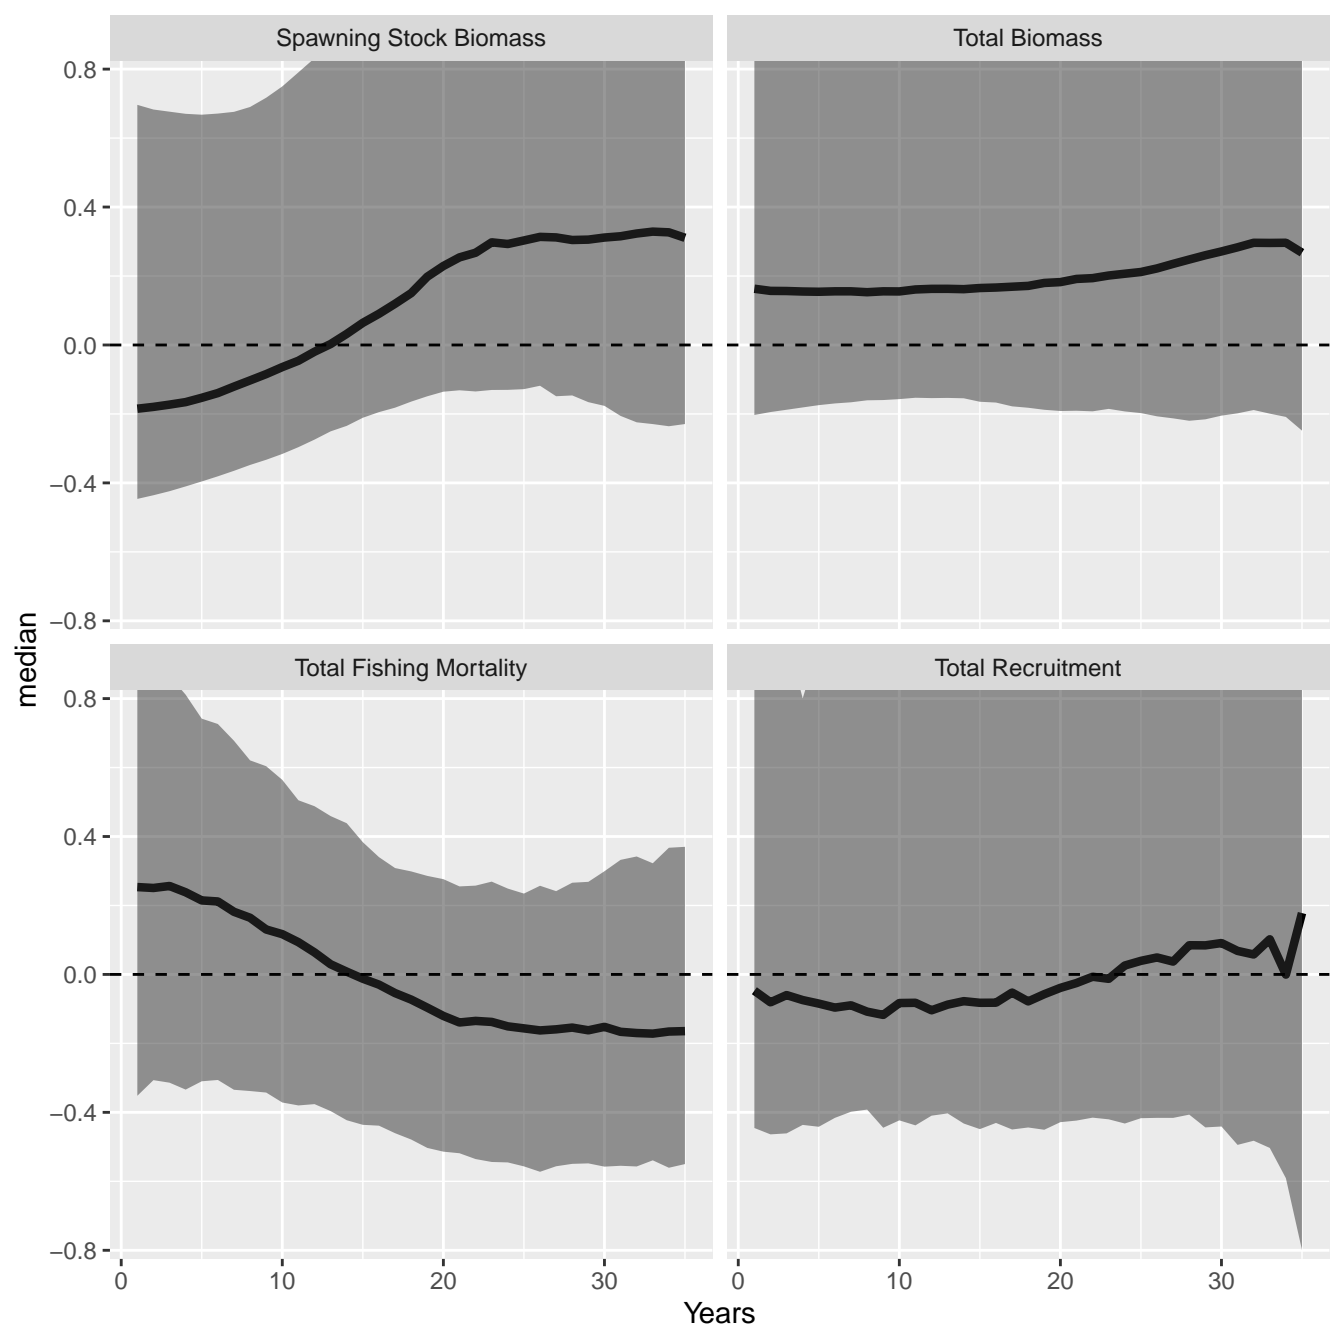 Spawning Stock Biomass
Total Biomass
0.8
0.4
0.0
−0.4
−0.8
Total Fishing Mortality
Total Recruitment
0.8
0.4
0.0
−0.4
−0.8
0 10 20 30
0 10 20 30
Years
median